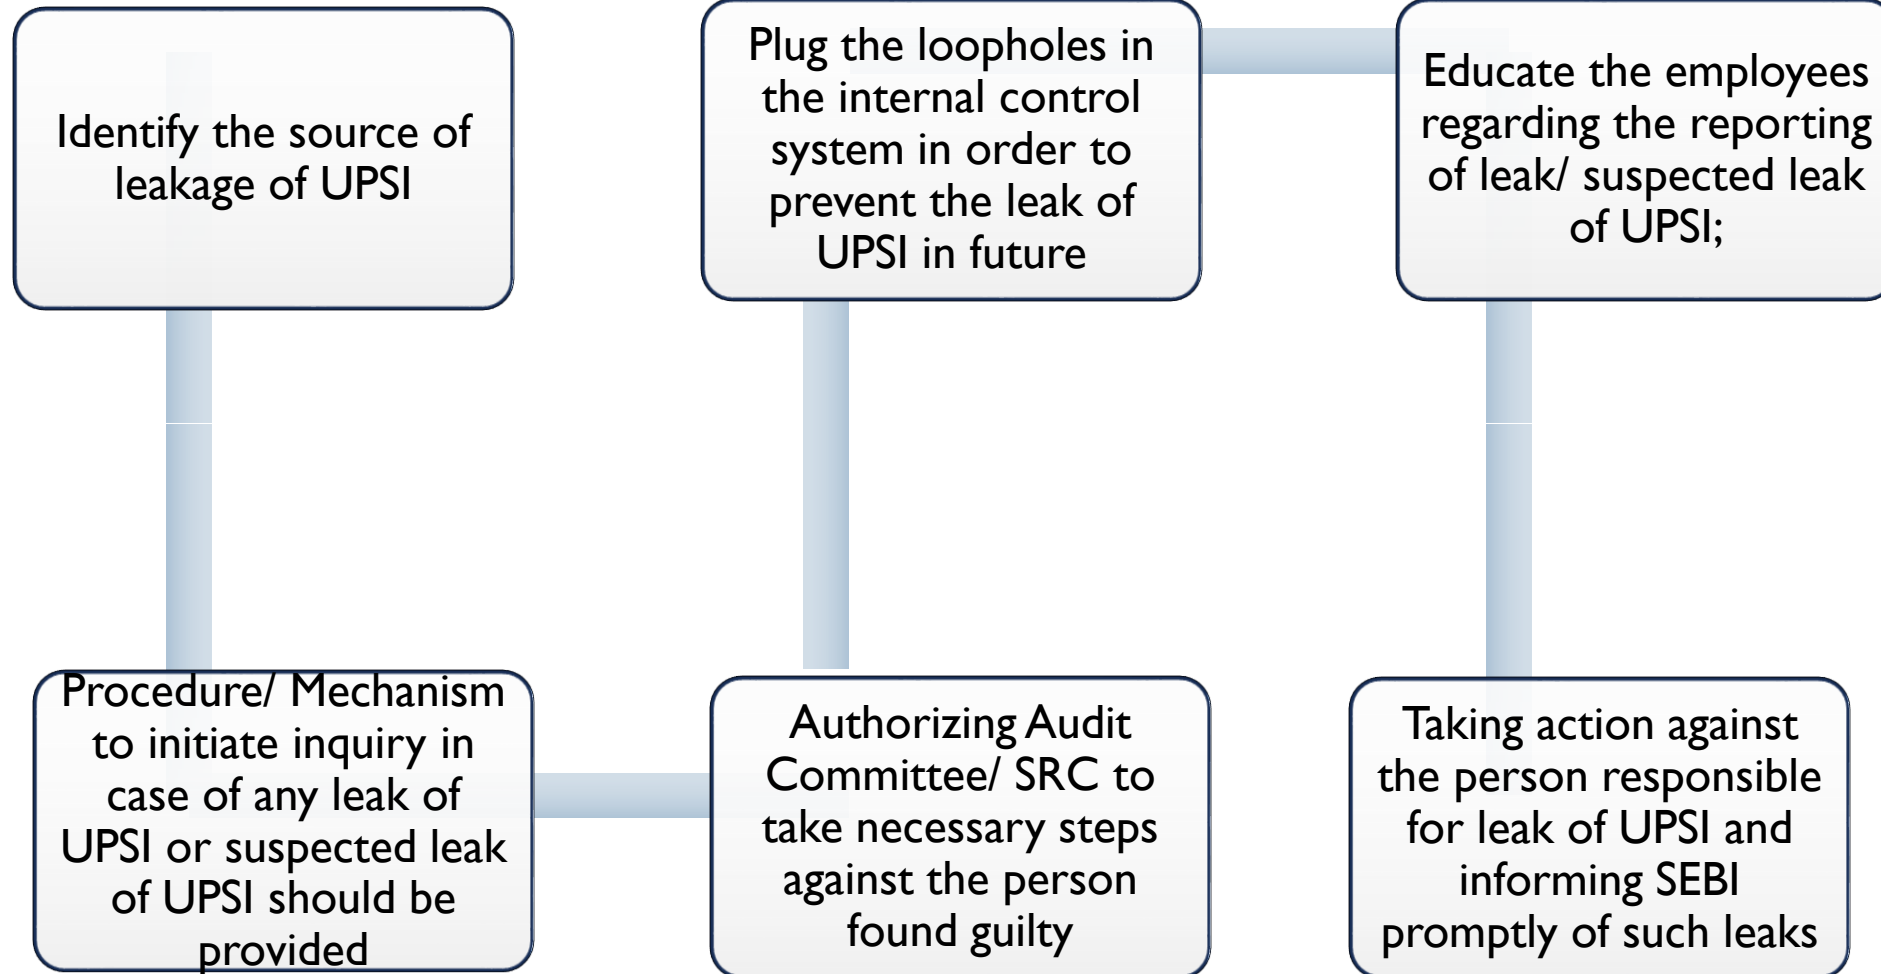 Identify the source of
leakage of UPSI
Procedure/ Mechanism
to initiate inquiry in
case of any leak of
UPSI or suspected leak
of UPSI should be
provided
Authorizing Audit
Committee/ SRC to
take necessary steps
against the person
found guilty
Plug the loopholes in
the internal control
system in order to
prevent the leak of
UPSI in future
Educate the employees
regarding the reporting
of leak/ suspected leak
of UPSI;
Taking action against
the person responsible
for leak of UPSI and
informing SEBI
promptly of such leaks